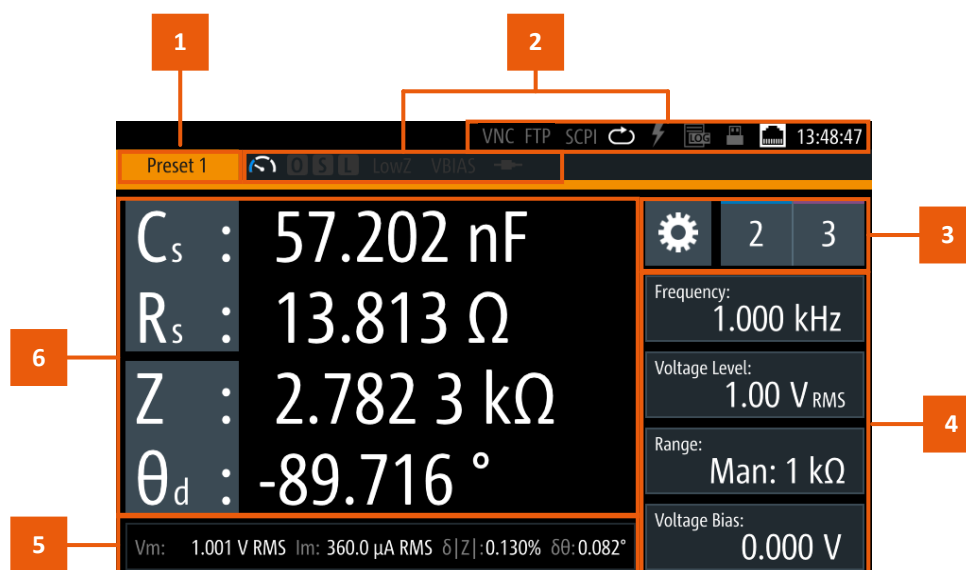 1
2
VNC FTP SCPI LOG 13:48:47
Preset 1 O S L LowZ VBIAS
Cs : 57.202 nF
2 3
3
Rs : 13.813 Ω
Frequency:
1.000 kHz
6
Z : 2.782 3 kΩ
Voltage Level:
1.00 V RMS
4
θd : -89.716 °
Range:
Man: 1 kΩ
5
Vm: 1.001 V RMS Im: 360.0 μA RMS δ|Z|:0.130% δθ:0.082°
Voltage Bias:
0.000 V